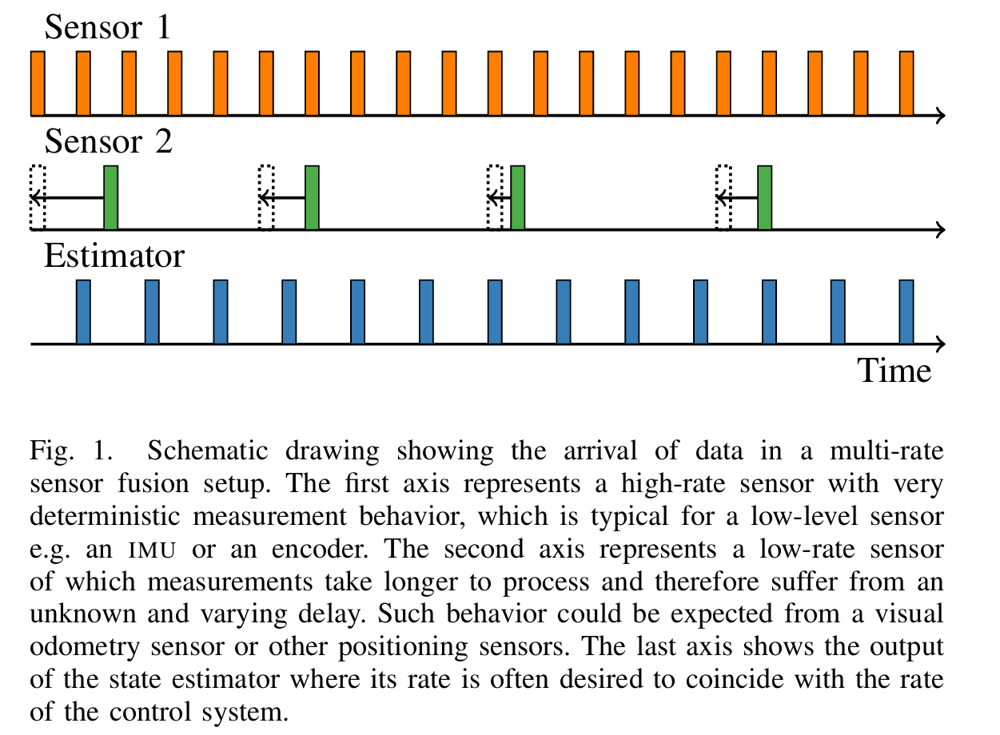 Sensor 1
Sensor 2
Estimator
Time
Fig. 1. Schematic drawing showing the arrival of data in a multi-rate
sensor fusion setup. The first axis represents a high-rate sensor with very
deterministic measurement behavior, which is typical for a low-level sensor
e.g. an IMU or an encoder. The second axis represents a low-rate sensor
of which measurements take longer to process and therefore suffer from an
unknown and varying delay. Such behavior could be expected from a visual
odometry sensor or other positioning sensors. The last axis shows the output
of the state estimator where its rate is often desired to coincide with the rate
of the control system.